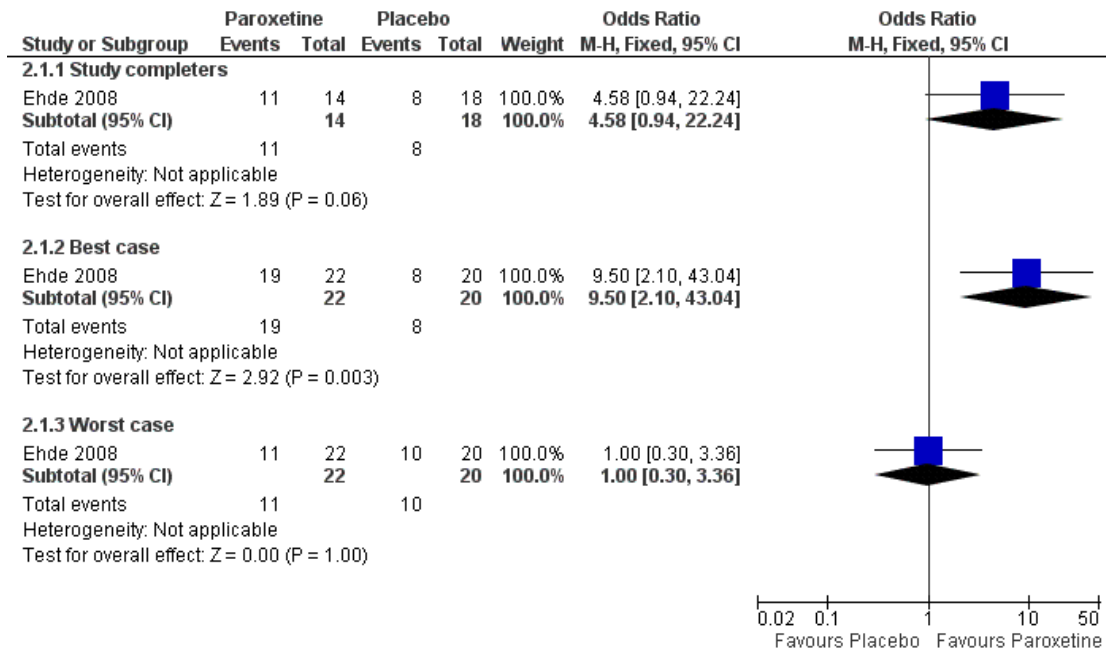 Paroxetine Placebo Odds Ratio Odds Ratio
Study or Subgroup Events Total Events Total Weight M-H, Fixed, 95% CI M-H, Fixed, 95% CI
2.1.1 Study completers
Ehde 2008 11 14 8 18 100.0% 4.58 [0.94, 22.24]
Subtotal (95% CI) 14 18 100.0% 4.58 [0.94, 22.24]
Total events 11 8
Heterogeneity: Not applicable
Test for overall effect: Z = 1.89 (P = 0.06)
2.1.2 Best case
Ehde 2008 19 22 8 20 100.0% 9.50 [2.10, 43.04]
Subtotal (95% CI) 22 20 100.0% 9.50 [2.10, 43.04]
Total events 19 8
Heterogeneity: Not applicable
Test for overall effect: Z = 2.92 (P = 0.003)
2.1.3 Worst case
Ehde 2008 11 22 10 20 100.0% 1.00 [0.30, 3.36]
Subtotal (95% CI) 22 20 100.0% 1.00 [0.30, 3.36]
Total events 11 10
Heterogeneity: Not applicable
Test for overall effect: Z = 0.00 (P = 1.00)
0.02 0.1 1 10 50
Favours Placebo Favours Paroxetine